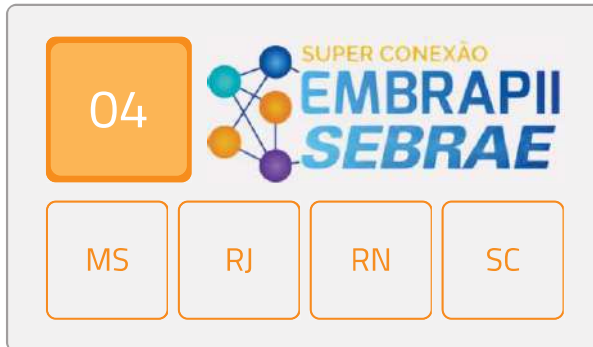 04
SUPER CONEXÃO
EMBRAPII
SEBRAE
MS RJ RN SC